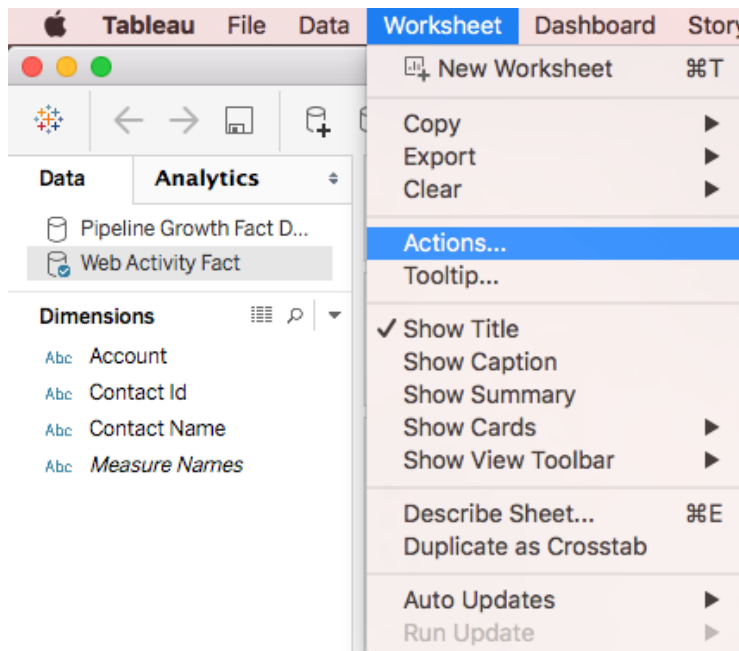 Tableau File Data Worksheet Dashboard Story
New Worksheet ⌘T
Copy
Export
Clear
Actions...
Tooltip...
Show Title
Show Caption
Show Summary
Show Cards
Show View Toolbar
Describe Sheet... ⌘E
Duplicate as Crosstab
Auto Updates
Run Update
Data Analytics
Pipeline Growth Fact D...
Web Activity Fact
Dimensions
Abc Account
Abc Contact Id
Abc Contact Name
Abc Measure Names